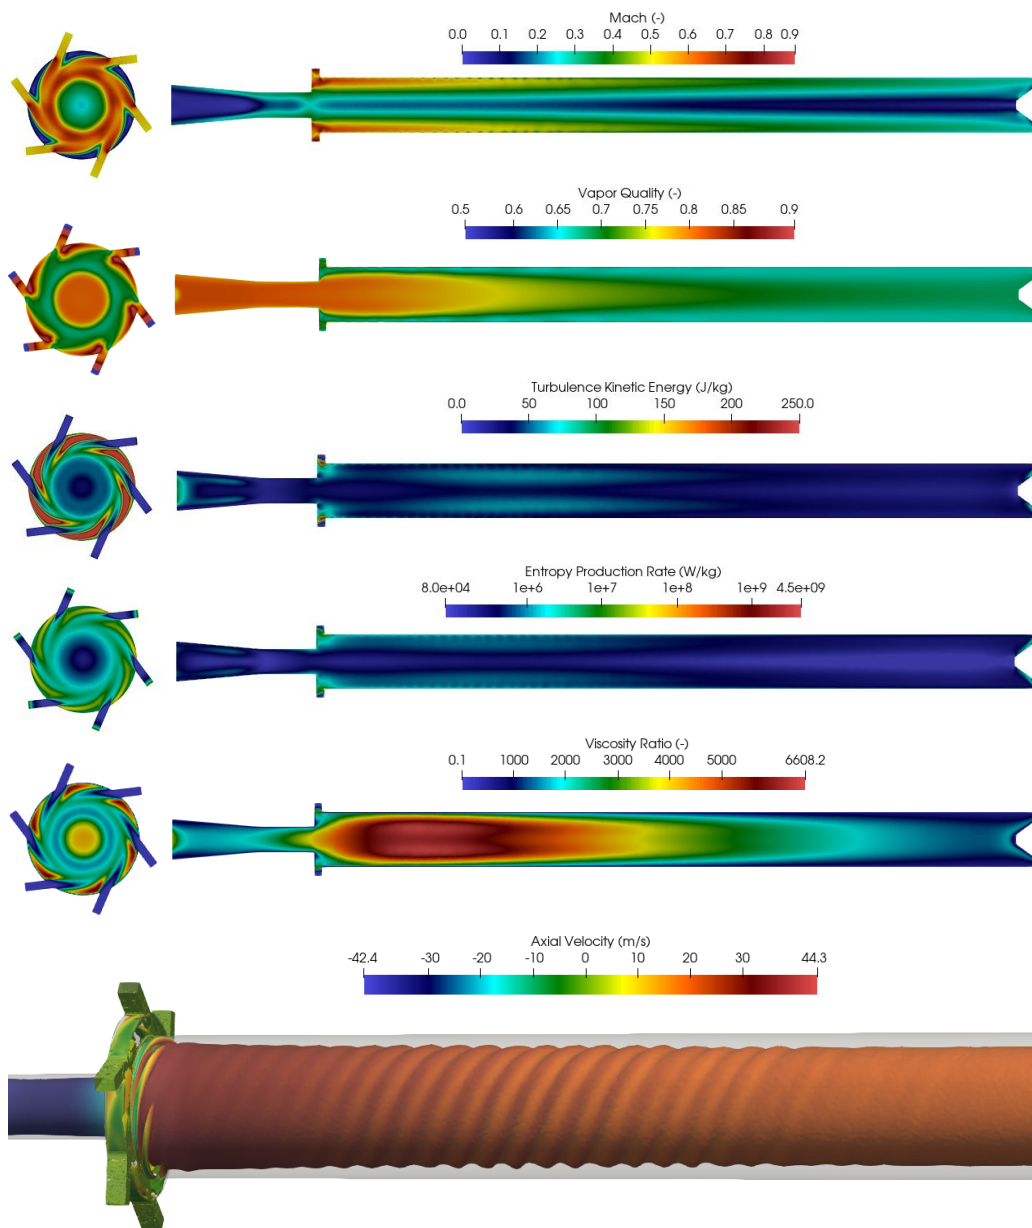 Mach (-)
0.0 0.1 0.2 0.3 0.4 0.5 0.6 0.7 0.8 0.9
Vapor Quality (-)
0.5 0.6 0.65 0.7 0.75 0.8 0.85 0.9
Turbulence Kinetic Energy (J/kg)
0.0 50 100 150 200 250.0
Entropy Production Rate (W/kg)
8.0e+04 1e+6 1e+7 1e+8 1e+9 4.5e+09
Viscosity Ratio (-)
0.1 1000 2000 3000 4000 5000 6608.2
Axial Velocity (m/s)
-42.4 -30 -20 -10 0 10 20 30 44.3